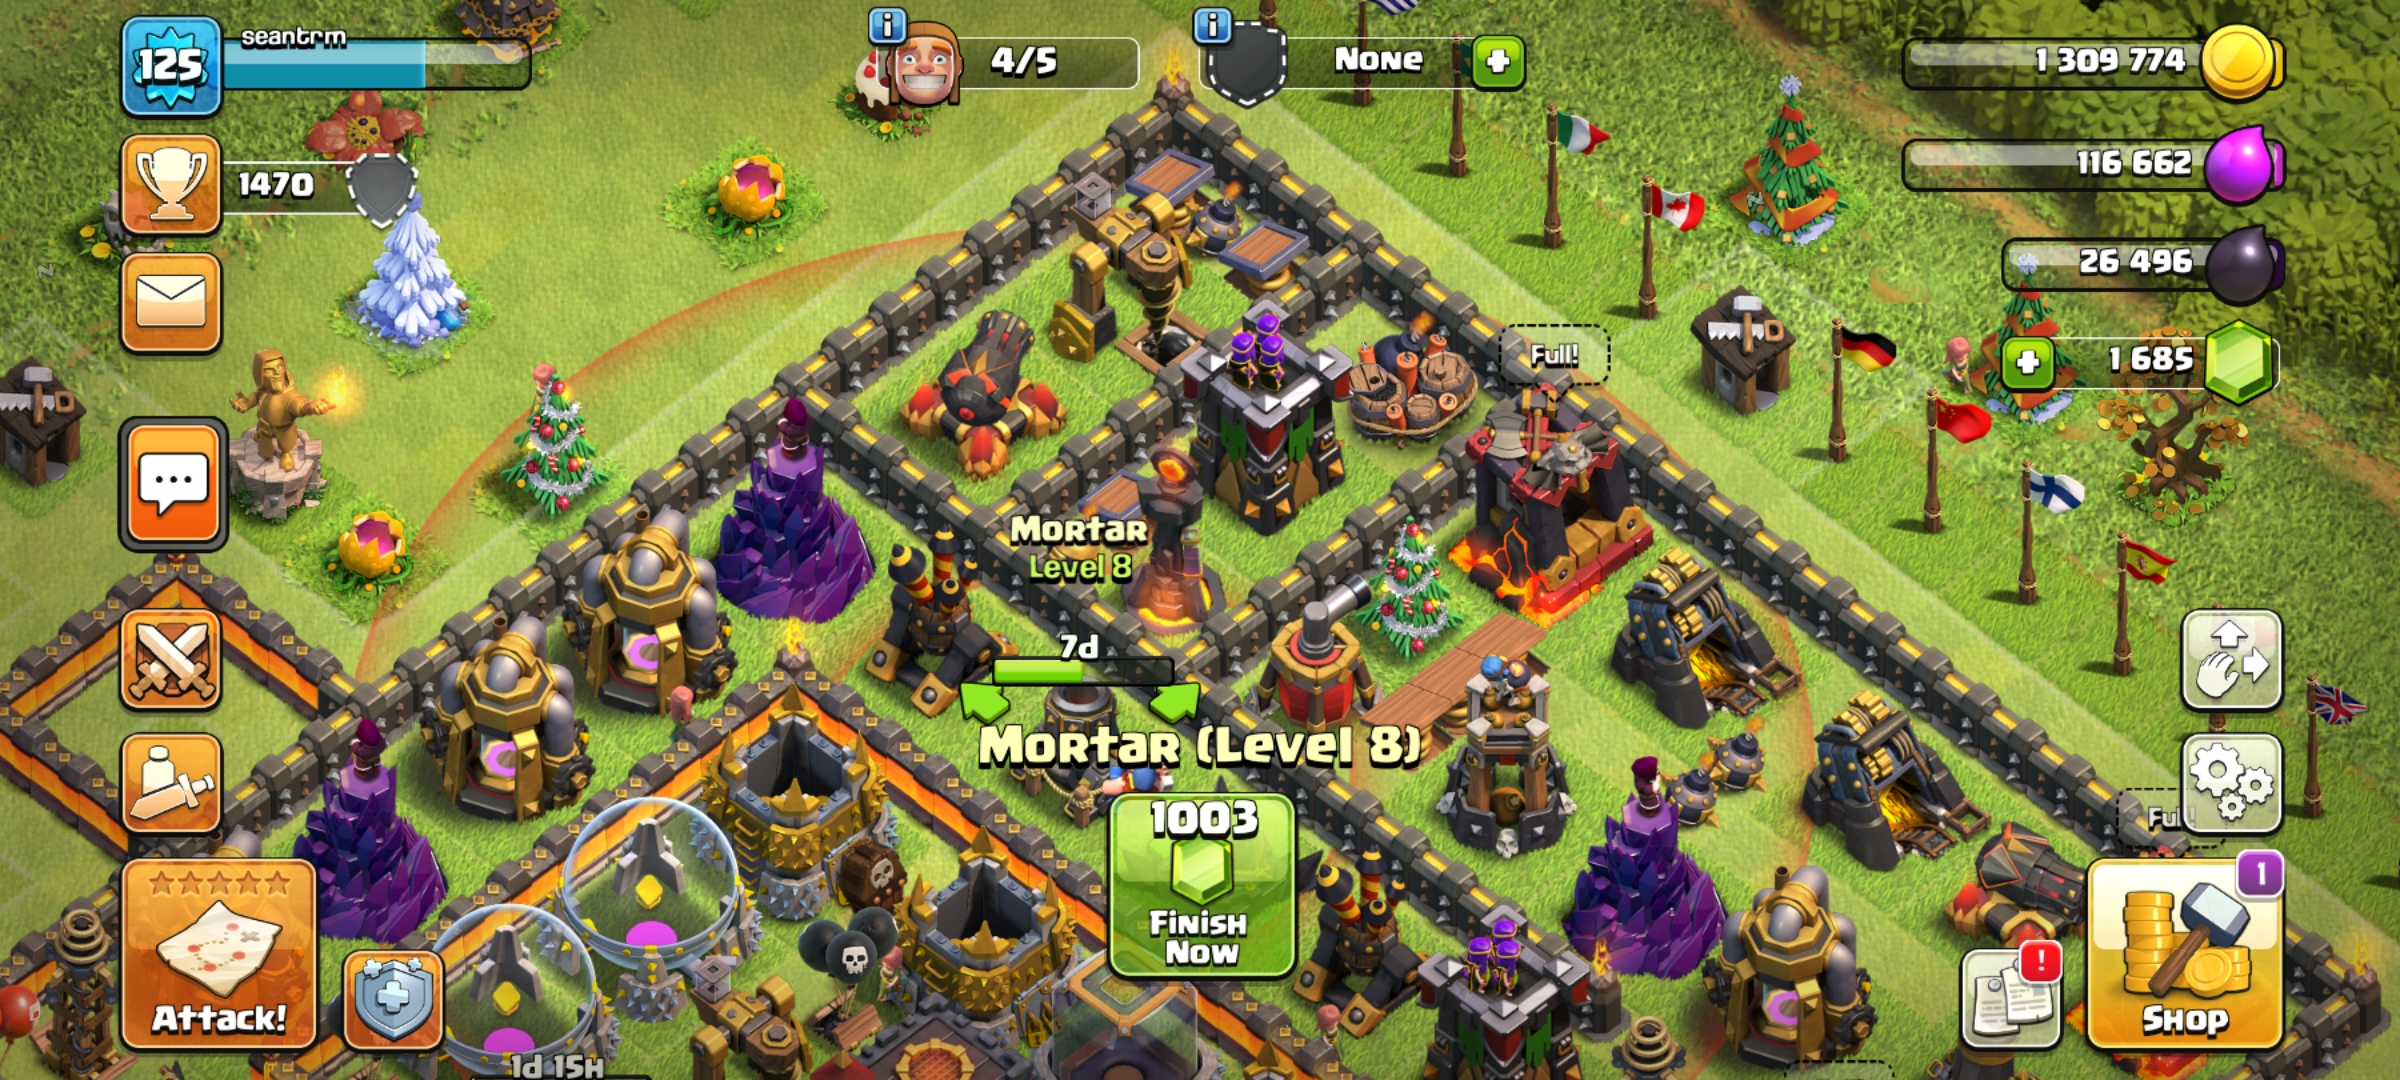 125
seantrm
4/5
None
1 309 774
1470
116 662
26 496
1 685
Full!
Mortar
Level 8
7d
Mortar (Level 8)
1003
Finish
Now
Attack!
1d 15h
1
!
Shop